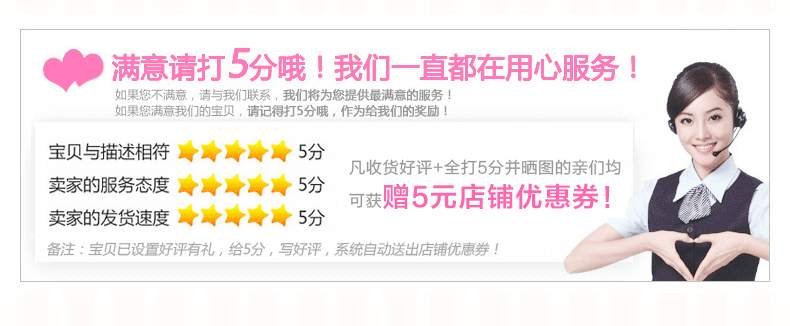 满意请打5分哦！我们一直都在用心服务！
如果您不满意，请与我们联系，我们将为您提供最满意的服务！
如果您满意我们的宝贝，请记得打5分哦，作为给我们的奖励！
宝贝与描述相符 5分
卖家的服务态度 5分
卖家的发货速度 5分
凡收货好评+全打5分并晒图的亲们均
可获赠5元店铺优惠券！
备注：宝贝已设置好评有礼，给5分，写好评，系统自动送出店铺优惠券！